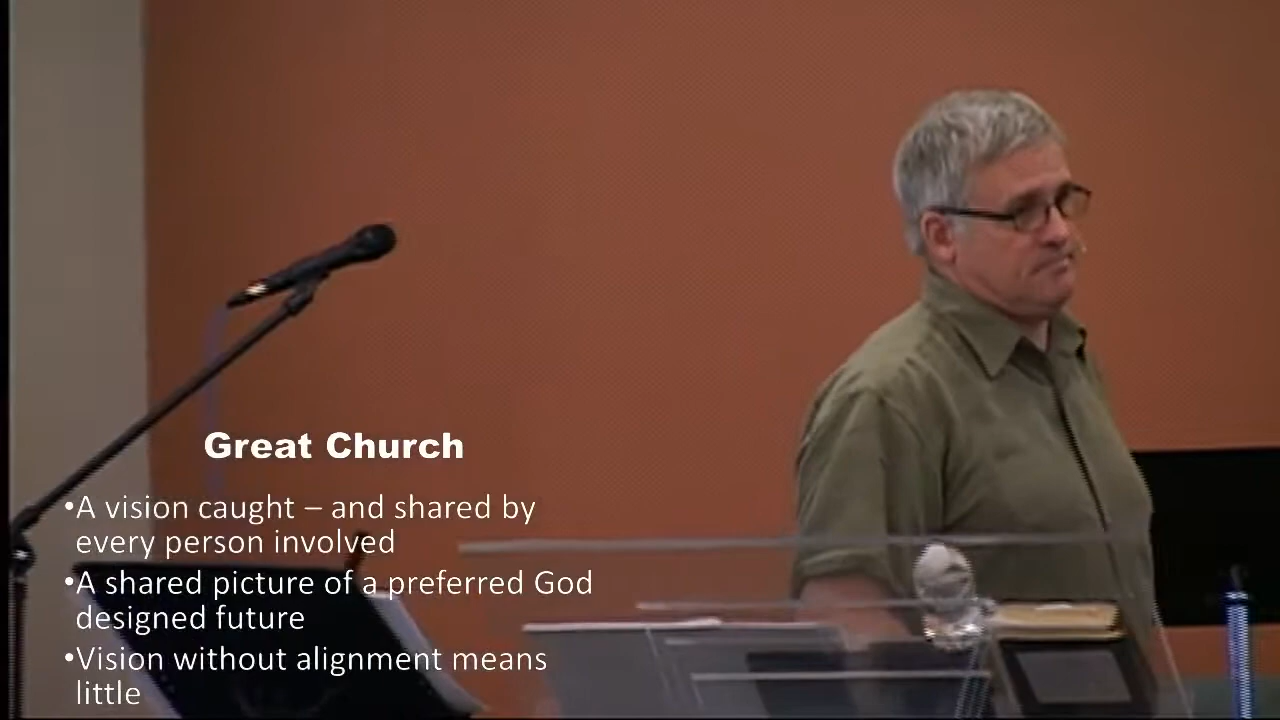 Great Church
•A vision caught – and shared by
every person involved
•A shared picture of a preferred God
designed future
•Vision without alignment means
little